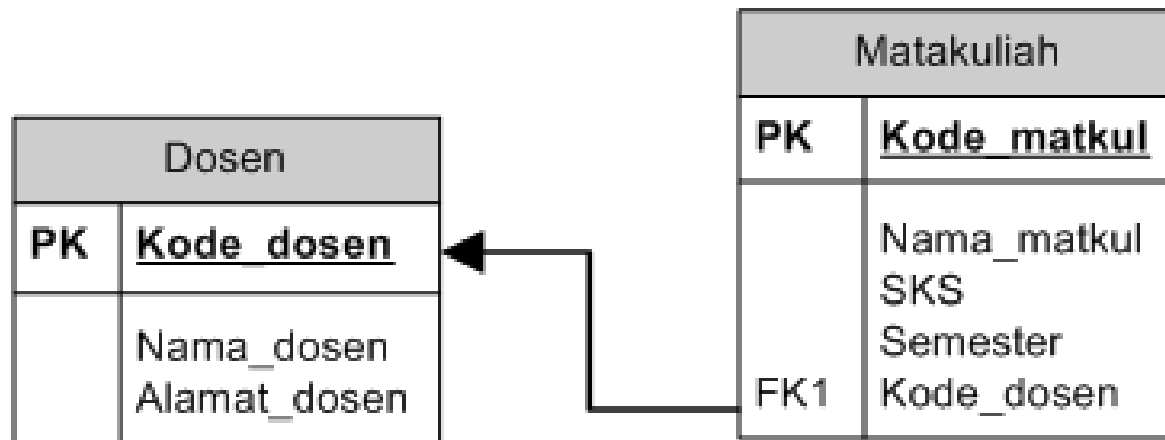 Dosen
PK Kode_dosen
Nama_dosen
Alamat_dosen
Matakuliah
PK Kode_matkul
Nama_matkul
SKS
Semester
FK1 Kode_dosen